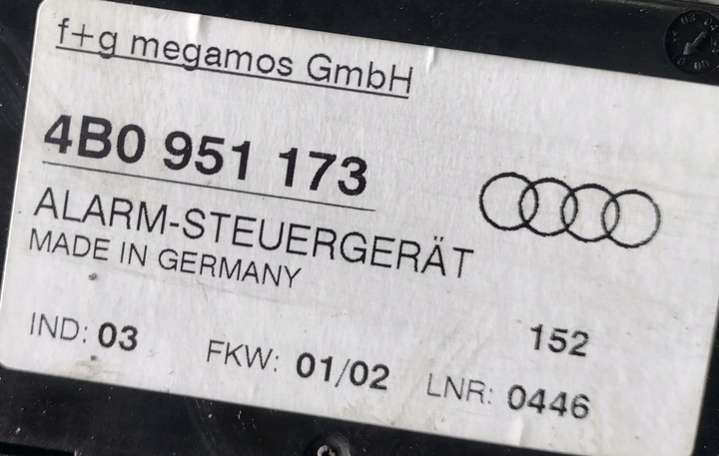 f+g megamos GmbH
4B0 951 173
ALARM-STEUERGERÄT
MADE IN GERMANY
152
IND: 03 FKW: 01/02 LNR: 0446